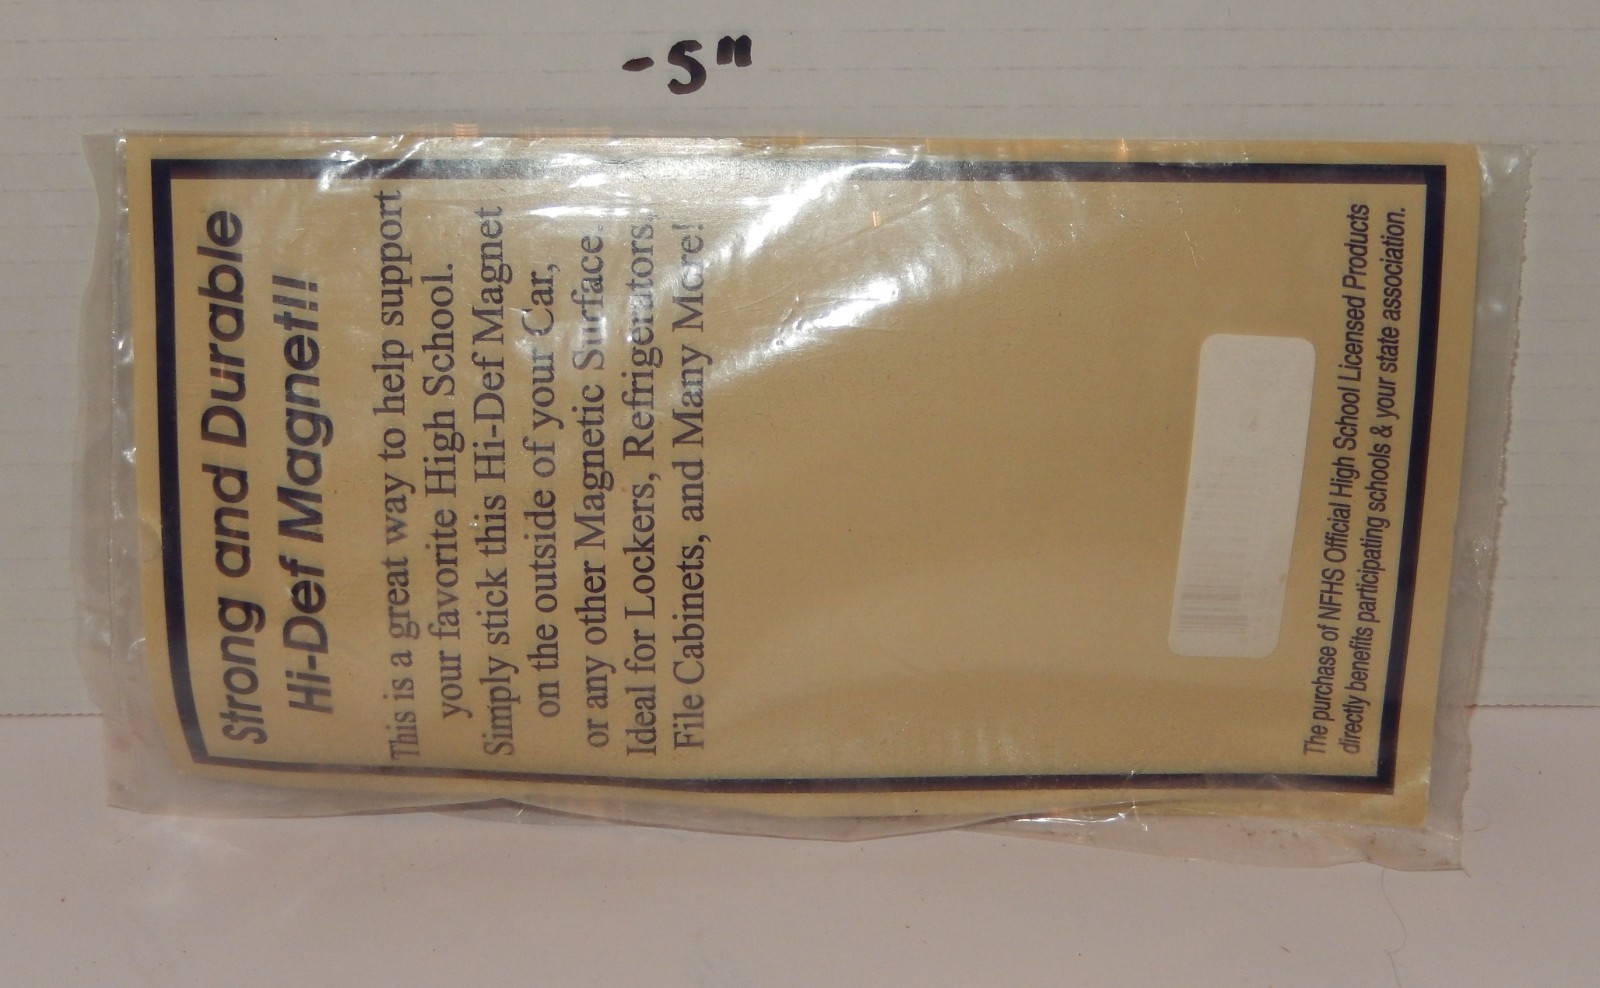 -5"
Strong and Durable
Hi-Def Magnet!!
This is a great way to help support
your favorite High School.
Simply stick this Hi-Def Magnet
on the outside of your Car,
or any other Magnetic Surface.
Ideal for Lockers, Refrigerators,
File Cabinets, and Many More!
The purchase of NFHS Official High School Licensed Products
directly benefits participating schools & your state association.